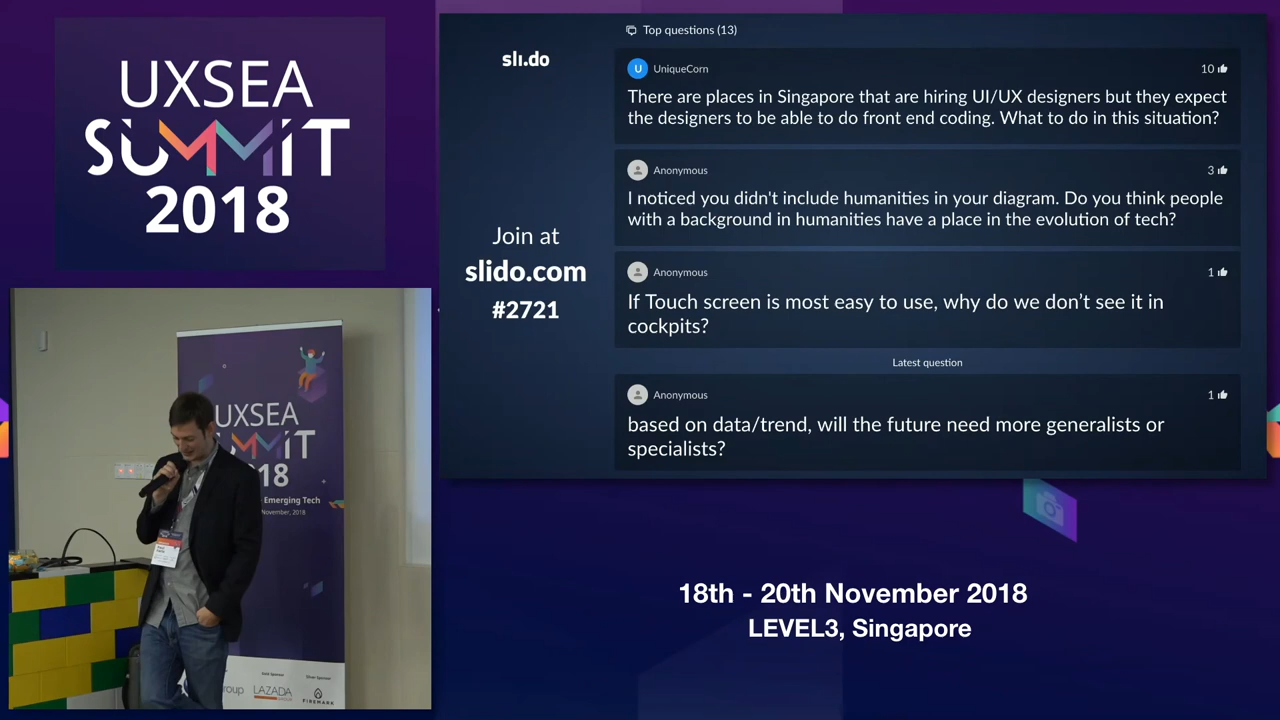 UXSEA
SUMMIT
2018
sli.do
Join at
slido.com
#2721
Top questions (13)
U
UniqueCorn
10
There are places in Singapore that are hiring UI/UX designers but they expect
the designers to be able to do front end coding. What to do in this situation?
Anonymous
3
I noticed you didn't include humanities in your diagram. Do you think people
with a background in humanities have a place in the evolution of tech?
Anonymous
1
If Touch screen is most easy to use, why do we don’t see it in
cockpits?
Latest question
Anonymous
1
based on data/trend, will the future need more generalists or
specialists?
UXSEA
SUMMIT
18
Emerging Tech
November, 2018
LAZADA
FIREMARK
18th - 20th November 2018
LEVEL3, Singapore